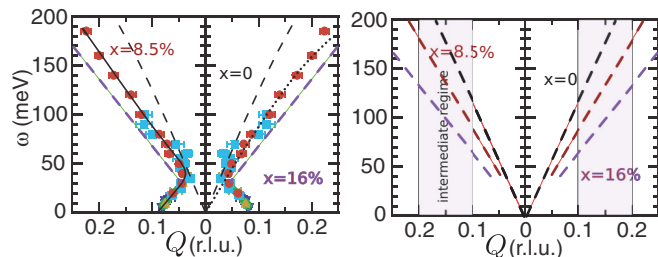 200
150
100
50
0
ω (meV)
x=8.5%
x=0
x=16%
0.2 0.1 0 0.1 0.2
Q (r.l.u.)
200
150
100
50
0
x=8.5%
x=0
intermediate regime
x=16%
0.2 0.1 0 0.1 0.2
Q (r.l.u.)